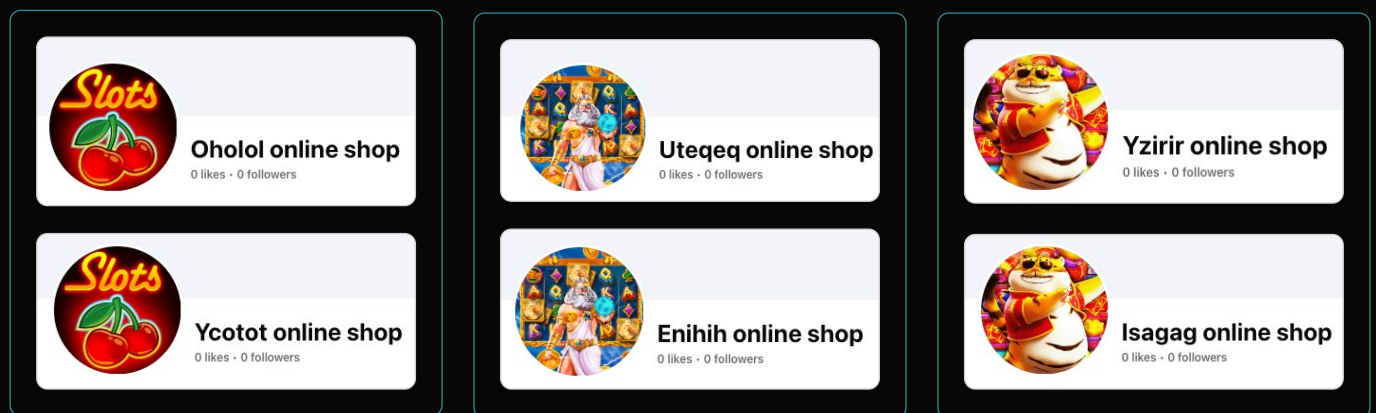 Slots
Oholol online shop
0 likes • 0 followers
Slots
Ycotot online shop
0 likes • 0 followers
Uteqeq online shop
0 likes • 0 followers
Enihih online shop
0 likes • 0 followers
Yzirir online shop
0 likes • 0 followers
Isagag online shop
0 likes • 0 followers